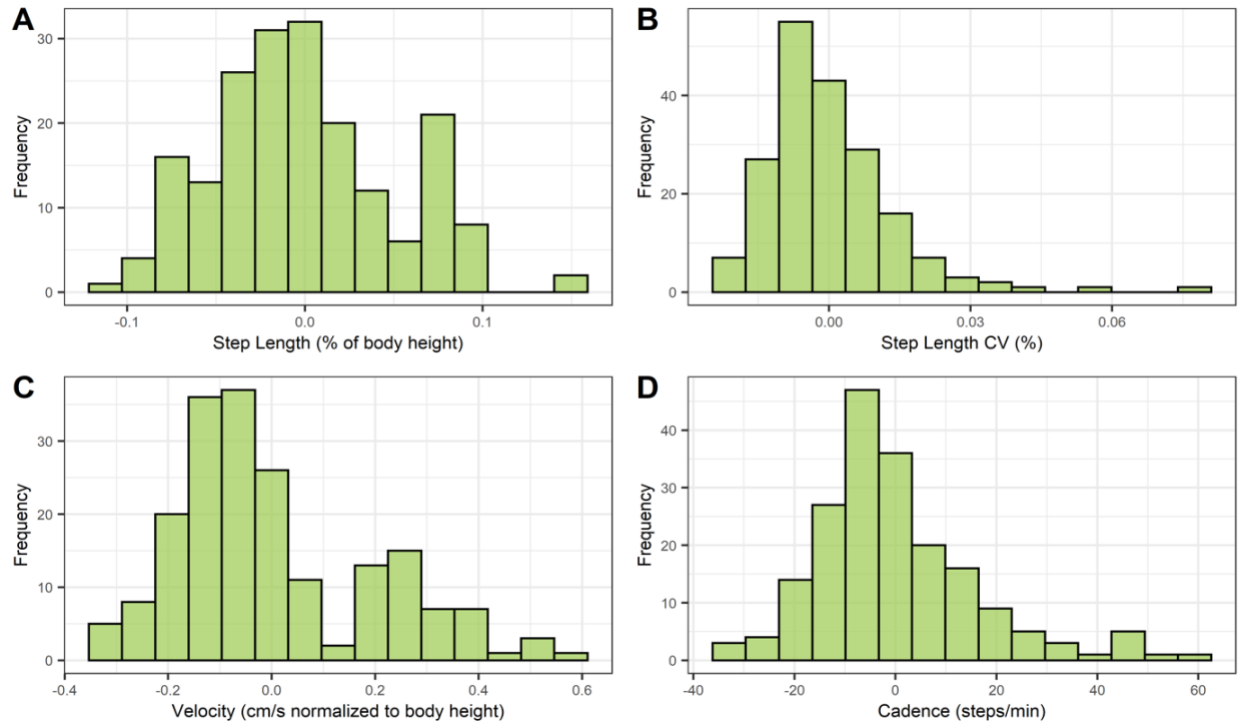 A
Frequency
30
20
10
0
-0.1
0.0
0.1
Step Length (% of body height)
B
Frequency
40
20
0
0.00
0.03
0.06
Step Length CV (%)
C
Frequency
30
20
10
0
-0.4
-0.2
0.0
0.2
0.4
0.6
Velocity (cm/s normalized to body height)
D
Frequency
40
30
20
10
0
-40
-20
0
20
40
60
Cadence (steps/min)